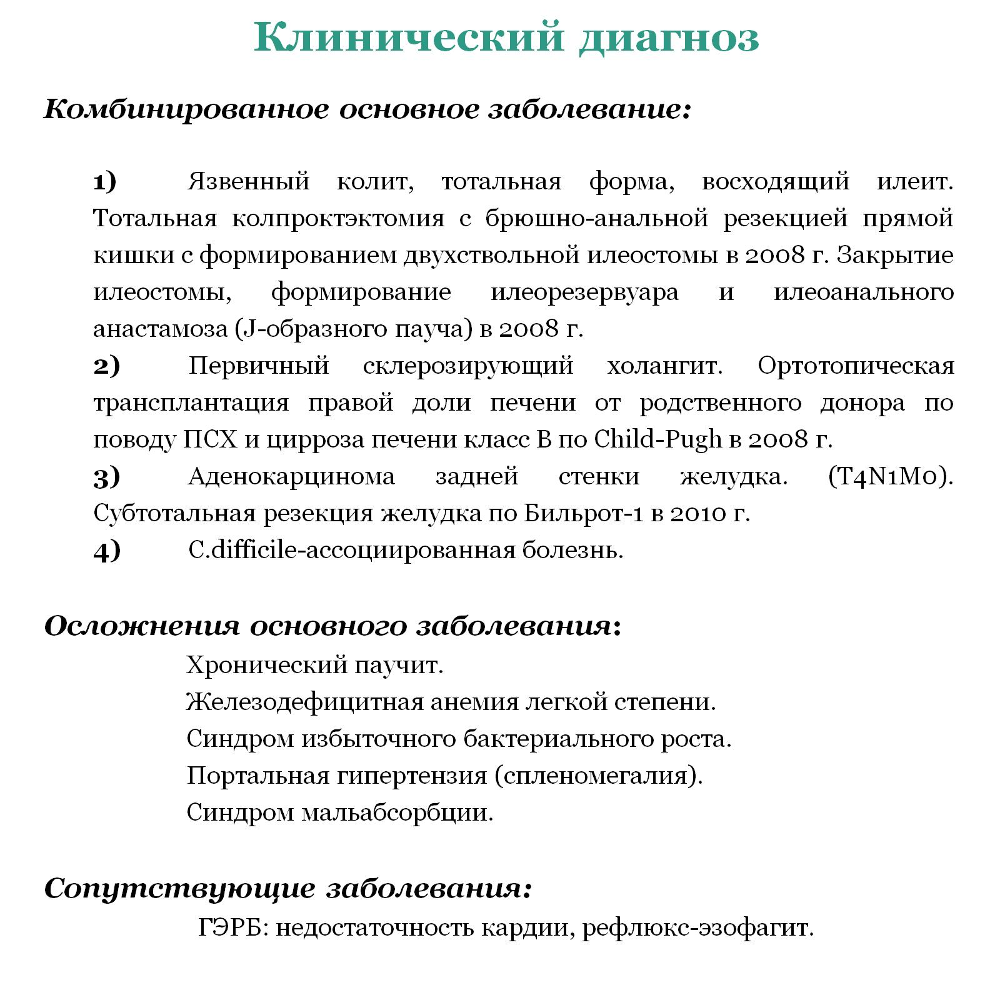 Клинический диагноз
Комбинированное основное заболевание:
1) Язвенный колит, тотальная форма, восходящий илеит.
Тотальная колпроктэктомия с брюшно-анальной резекцией прямой
кишки с формированием двухствольной илеостомы в 2008 г. Закрытие
илеостомы, формирование илеорезервуара и илеоанального
анастамоза (J-образного пауча) в 2008 г.
2) Первичный склерозирующий холангит. Ортотопическая
трансплантация правой доли печени от родственного донора по
поводу ПСХ и цирроза печени класс В по Child-Pugh в 2008 г.
3) Аденокарцинома задней стенки желудка. (T4N1M0).
Субтотальная резекция желудка по Бильрот-1 в 2010 г.
4) C.difficile-ассоциированная болезнь.
Осложнения основного заболевания:
Хронический паучит.
Железодефицитная анемия легкой степени.
Синдром избыточного бактериального роста.
Портальная гипертензия (спленомегалия).
Синдром мальабсорбции.
Сопутствующие заболевания:
ГЭРБ: недостаточность кардии, рефлюкс-эзофагит.